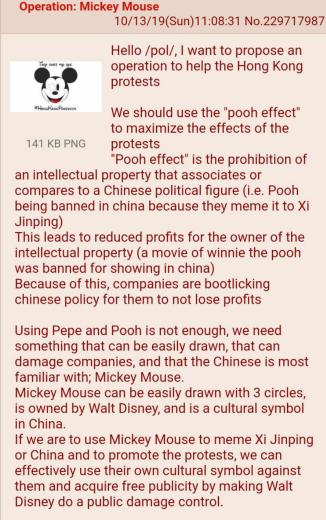 Operation: Mickey Mouse
10/13/19(Sun)11:08:31 No.229717987
141 KB PNG
Hello /pol/, I want to propose an
operation to help the Hong Kong
protests
We should use the "pooh effect"
to maximize the effects of the
protests
"Pooh effect" is the prohibition of
an intellectual property that associates or
compares to a Chinese political figure (i.e. Pooh
being banned in china because they meme it to Xi
Jinping)
This leads to reduced profits for the owner of the
intellectual property (a movie of winnie the pooh
was banned for showing in china)
Because of this, companies are bootlicking
chinese policy for them to not lose profits
Using Pepe and Pooh is not enough, we need
something that can be easily drawn, that can
damage companies, and that the Chinese is most
familiar with; Mickey Mouse.
Mickey Mouse can be easily drawn with 3 circles,
is owned by Walt Disney, and is a cultural symbol
in China.
If we are to use Mickey Mouse to meme Xi Jinping
or China and to promote the protests, we can
effectively use their own cultural symbol against
them and acquire free publicity by making Walt
Disney do a public damage control.